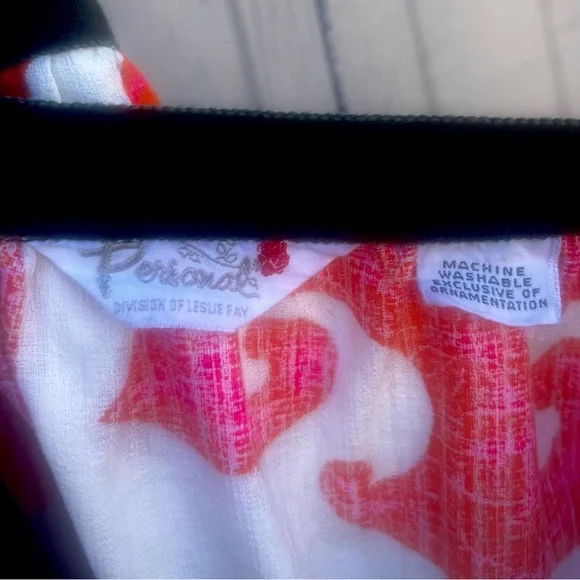 Personal
DIVISION OF LESLIE FAY
MACHINE
WASHABLE
EXCLUSIVE OF
ORNAMENTATION